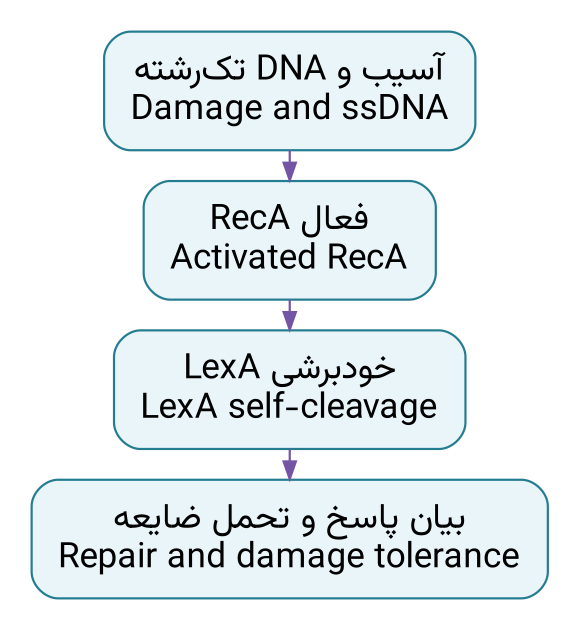 آسیب و DNA تک‌رشته
Damage and ssDNA
RecA فعال
Activated RecA
خودبرشی LexA
LexA self-cleavage
بیان پاسخ و تحمل ضایعه
Repair and damage tolerance